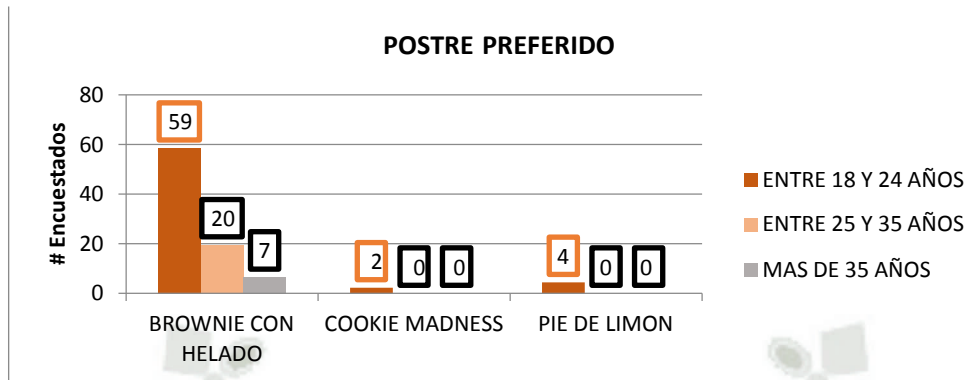 POSTRE PREFERIDO
# Encuestados
80
60
40
20
0
59
20
7
2
0
0
4
0
0
BROWNIE CON
HELADO
COOKIE MADNESS
PIE DE LIMON
ENTRE 18 Y 24 AÑOS
ENTRE 25 Y 35 AÑOS
MAS DE 35 AÑOS